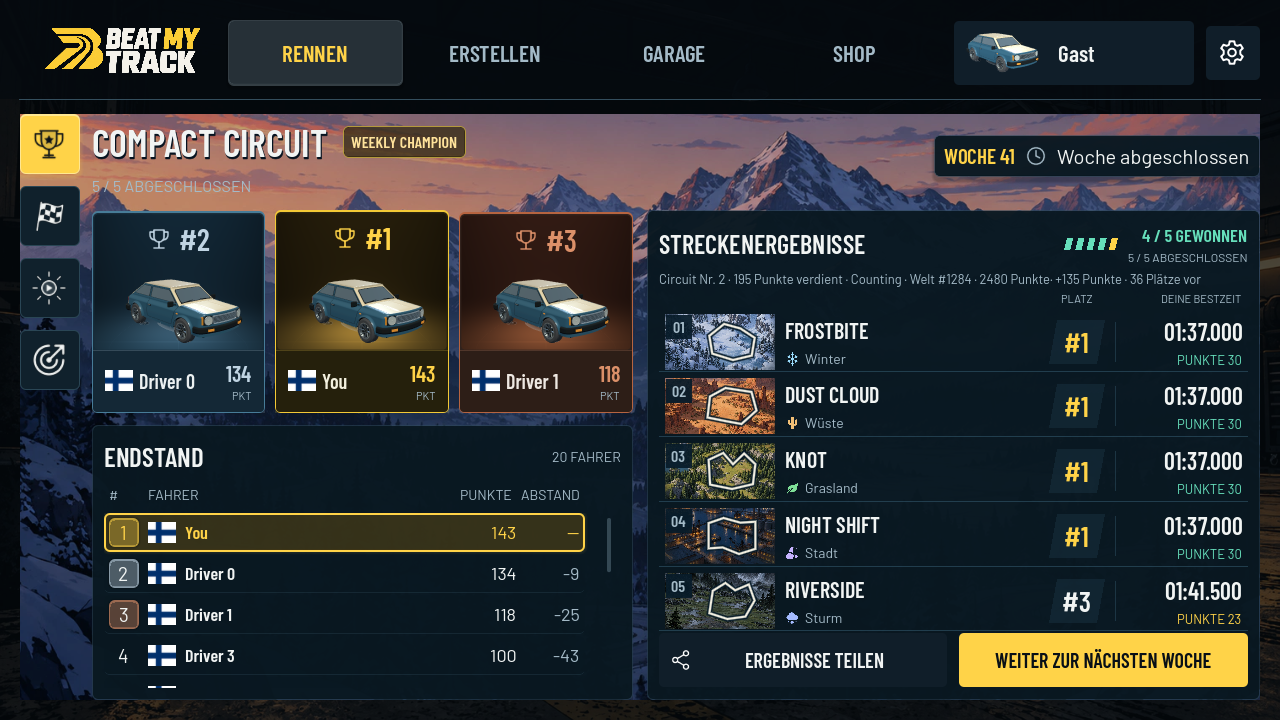 BEAT MY TRACK
RENNEN
ERSTELLEN
GARAGE
SHOP
Gast
COMPACT CIRCUIT
WEEKLY CHAMPION
5 / 5 ABGESCHLOSSEN
WOCHE 41
Woche abgeschlossen
#2
Driver 0
134
PKT
#1
You
143
PKT
#3
Driver 1
118
PKT
ENDSTAND
20 FAHRER
# FAHRER PUNKTE ABSTAND
1 You 143 —
2 Driver 0 134 -9
3 Driver 1 118 -25
4 Driver 3 100 -43
STRECKENERGEBNISSE
4 / 5 GEWONNEN
5 / 5 ABGESCHLOSSEN
Circuit Nr. 2 · 195 Punkte verdient · Counting · Welt #1284 · 2480 Punkte· +135 Punkte · 36 Plätze vor
PLATZ DEINE BESTZEIT
01 FROSTBITE #1 01:37.000
Winter PUNKTE 30
02 DUST CLOUD #1 01:37.000
Wüste PUNKTE 30
03 KNOT #1 01:37.000
Grasland PUNKTE 30
04 NIGHT SHIFT #1 01:37.000
Stadt PUNKTE 30
05 RIVERSIDE #3 01:41.500
Sturm PUNKTE 23
ERGEBNISSE TEILEN
WEITER ZUR NÄCHSTEN WOCHE